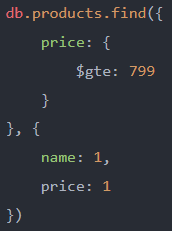 db.products.find({
    price: {
        $gte: 799
    }
}, {
    name: 1,
    price: 1
})